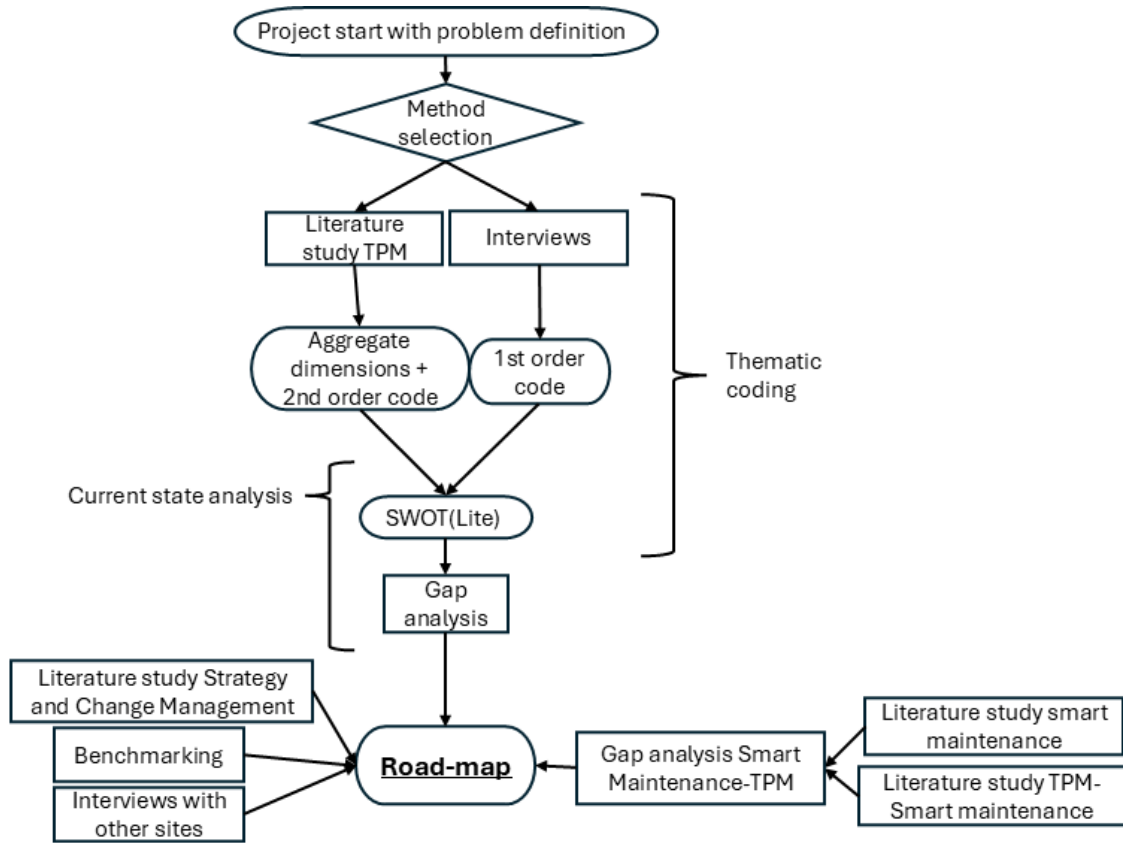 Project start with problem definition
Method
selection
Literature
study TPM
Interviews
Aggregate
dimensions +
2nd order code
1st order
code
Thematic
coding
Current state analysis
SWOT(Lite)
Gap
analysis
Literature study Strategy
and Change Management
Benchmarking
Interviews with
other sites
Road-map
Gap analysis Smart
Maintenance-TPM
Literature study smart
maintenance
Literature study TPM-
Smart maintenance